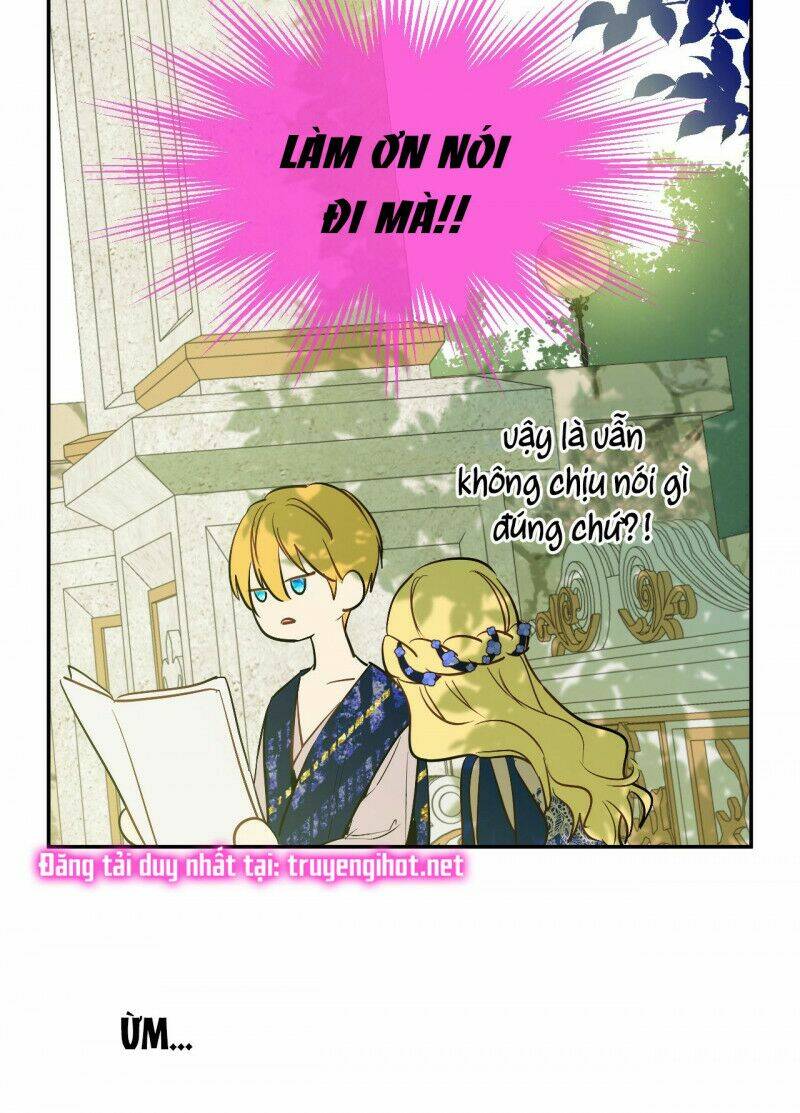 LÀM ƠN NÓI
ĐI MÀ!!
vậy là vẫn
không chịu nói gì
đúng chứ?!
Đăng tải duy nhất tại: truyengihot.net
ỪM...